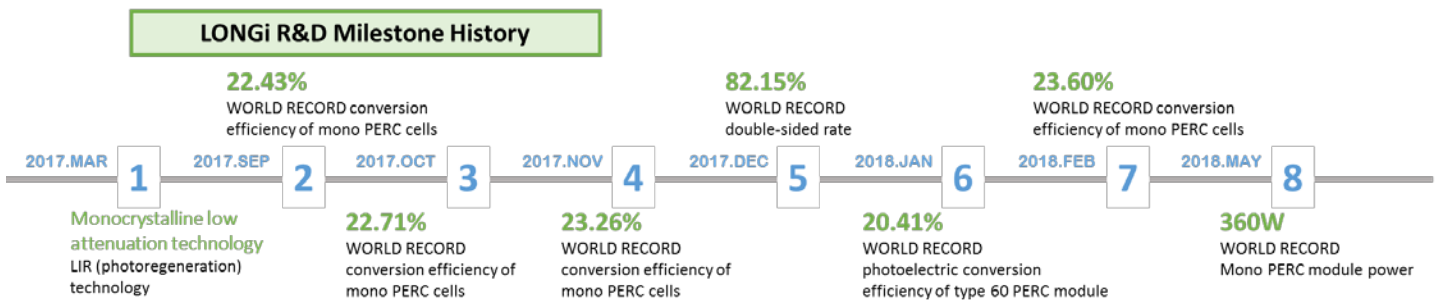 LONGi R&D Milestone History
22.43%
WORLD RECORD conversion
efficiency of mono PERC cells
82.15%
WORLD RECORD
double-sided rate
23.60%
WORLD RECORD conversion
efficiency of mono PERC cells
2017.MAR 1 2017.SEP 2 2017.OCT 3 2017.NOV 4 2017.DEC 5 2018.JAN 6 2018.FEB 7 2018.MAY 8
Monocrystalline low
attenuation technology
LIR (photoregeneration)
technology
22.71%
WORLD RECORD
conversion efficiency of
mono PERC cells
23.26%
WORLD RECORD
conversion efficiency of
mono PERC cells
20.41%
WORLD RECORD
photoelectric conversion
efficiency of type 60 PERC module
360W
WORLD RECORD
Mono PERC module power